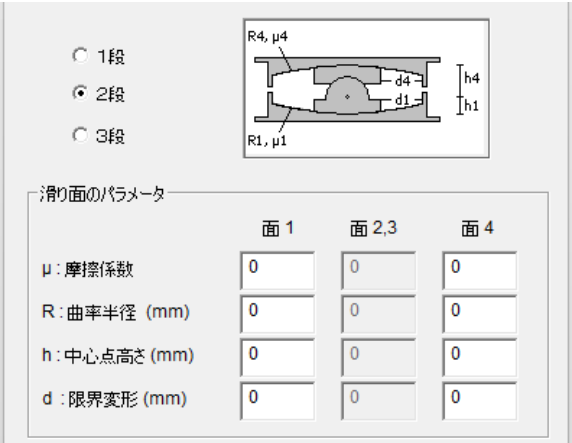 1段
2段
3段
R4, µ4
d4
d1
h4
h1
R1, µ1
滑り面のパラメータ
面 1 面 2,3 面 4
µ : 摩擦係数 0 0 0
R : 曲率半径 (mm) 0 0 0
h : 中心点高さ (mm) 0 0 0
d : 限界変形 (mm) 0 0 0